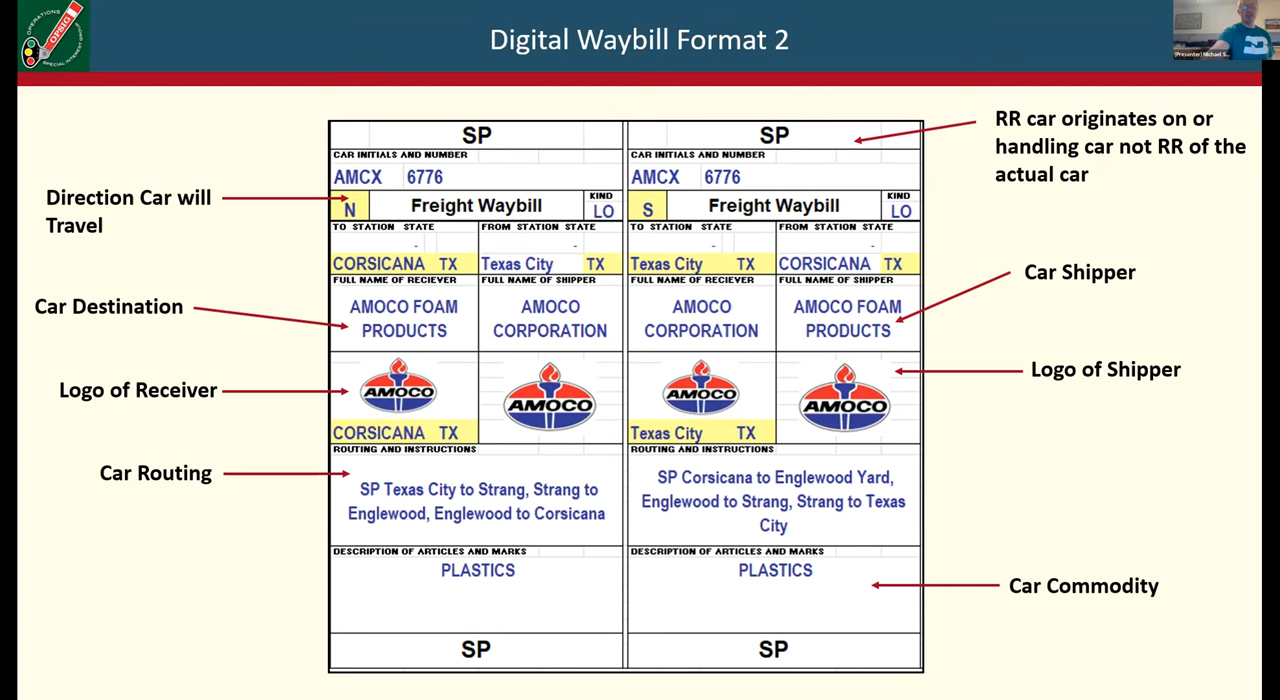 OPERATIONS
OPSIG
SPECIAL INTEREST GROUP
Digital Waybill Format 2
(Presenter) Michael S...
Direction Car will
Travel
Car Destination
Logo of Receiver
Car Routing
SP
CAR INITIALS AND NUMBER
AMCX 6776
N Freight Waybill KIND
LO
TO STATION STATE FROM STATION STATE
- -
CORSICANA TX Texas City TX
FULL NAME OF RECIEVER FULL NAME OF SHIPPER
AMOCO FOAM AMOCO
PRODUCTS CORPORATION
AMOCO AMOCO
CORSICANA TX
ROUTING AND INSTRUCTIONS
SP Texas City to Strang, Strang to
Englewood, Englewood to Corsicana
DESCRIPTION OF ARTICLES AND MARKS
PLASTICS
SP
SP
CAR INITIALS AND NUMBER
AMCX 6776
S Freight Waybill KIND
LO
TO STATION STATE FROM STATION STATE
- -
Texas City TX CORSICANA TX
FULL NAME OF RECIEVER FULL NAME OF SHIPPER
AMOCO AMOCO FOAM
CORPORATION PRODUCTS
AMOCO AMOCO
Texas City TX
ROUTING AND INSTRUCTIONS
SP Corsicana to Englewood Yard,
Englewood to Strang, Strang to Texas
City
DESCRIPTION OF ARTICLES AND MARKS
PLASTICS
SP
RR car originates on or
handling car not RR of the
actual car
Car Shipper
Logo of Shipper
Car Commodity